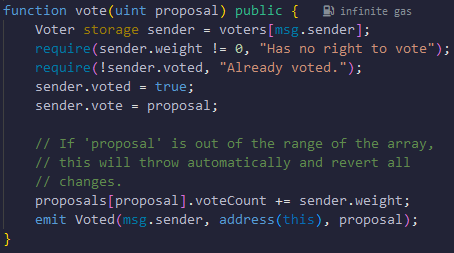 function vote(uint proposal) public { infinite gas
Voter storage sender = voters[msg.sender];
require(sender.weight != 0, "Has no right to vote");
require(!sender.voted, "Already voted.");
sender.voted = true;
sender.vote = proposal;
// If 'proposal' is out of the range of the array,
// this will throw automatically and revert all
// changes.
proposals[proposal].voteCount += sender.weight;
emit Voted(msg.sender, address(this), proposal);
}